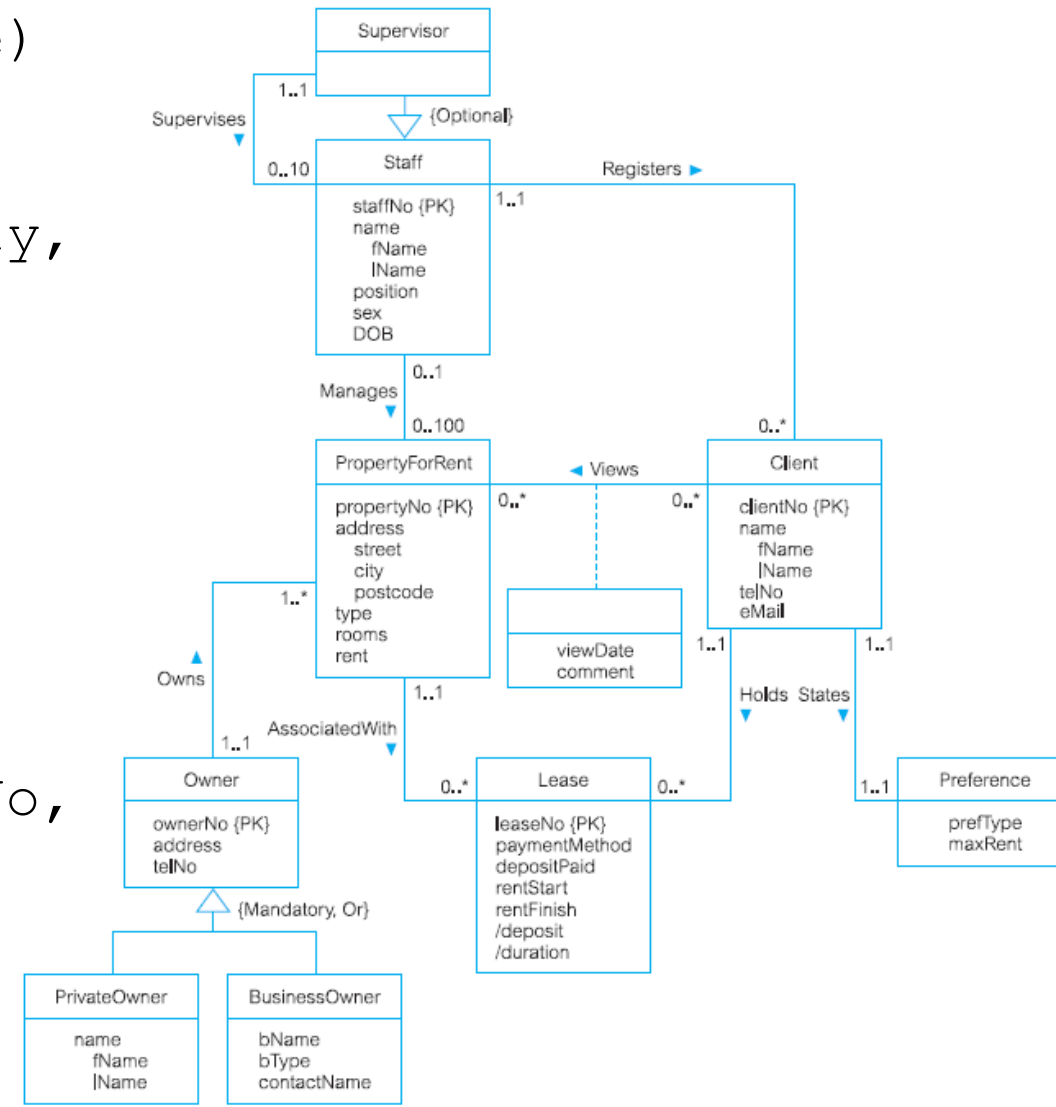 )
Supervisor
1..1
{Optional}
Supervises
Staff
0..10
Registers
1..1
staffNo {PK}
name
fName
lName
position
sex
DOB
y,
0..1
Manages
0..100
0..*
PropertyForRent
Views
Client
0..*
0..*
propertyNo {PK}
address
street
city
postcode
type
rooms
rent
clientNo {PK}
name
fName
lName
telNo
eMail
1..*
viewDate
comment
1..1
1..1
Owns
1..1
Holds
States
AssociatedWith
1..1
Owner
0..*
Lease
0..*
1..1
Preference
o,
ownerNo {PK}
address
telNo
leaseNo {PK}
paymentMethod
depositPaid
rentStart
rentFinish
/deposit
/duration
prefType
maxRent
{Mandatory, Or}
PrivateOwner
BusinessOwner
name
fName
lName
bName
bType
contactName